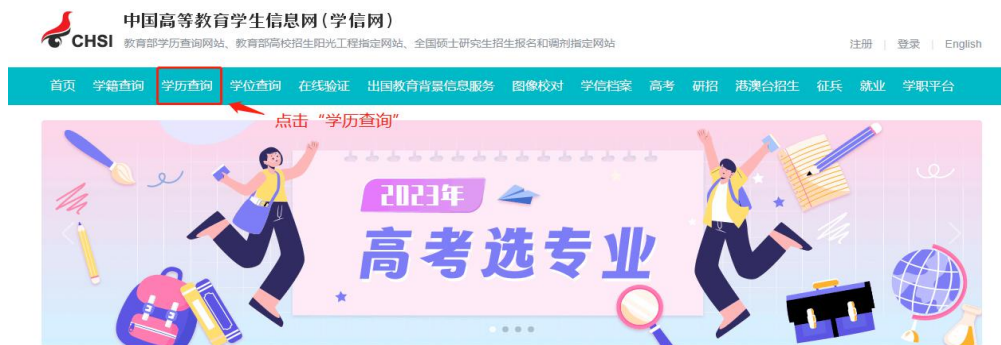 中国高等教育学生信息网(学信网)
CHSI 教育部学历查询网站、教育部高校招生阳光工程指定网站、全国硕士研究生招生报名和调剂指定网站
注册 | 登录 | English
首页 学籍查询 学历查询 学位查询 在线验证 出国教育背景信息服务 图像校对 学信档案 高考 研招 港澳台招生 征兵 就业 学职平台
点击“学历查询”
2023年
高考选专业